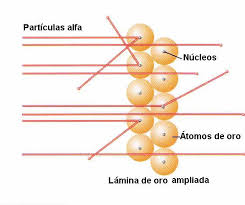 Partículas alfa
Núcleos
Átomos de oro
Lámina de oro ampliada